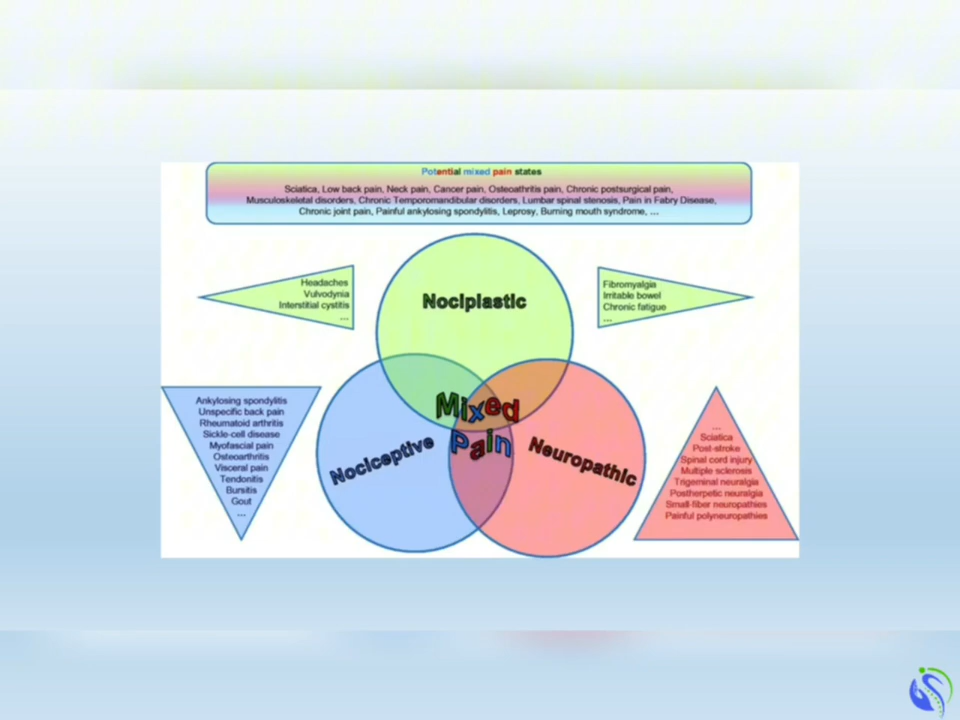 Potential mixed pain states
Sciatica, Low back pain, Neck pain, Cancer pain, Osteoathritis pain, Chronic postsurgical pain,
Musculoskeletal disorders, Chronic Temporomandibular disorders, Lumbar spinal stenosis, Pain in Fabry Disease,
Chronic joint pain, Painful ankylosing spondylitis, Leprosy, Burning mouth syndrome, ...
Headaches
Vulvodynia
Interstitial cystitis
...
Nociplastic
Fibromyalgia
Irritable bowel
Chronic fatigue
...
Mixed
Pain
Nociceptive
Neuropathic
Ankylosing spondylitis
Unspecific back pain
Rheumatoid arthritis
Sickle-cell disease
Myofascial pain
Osteoarthritis
Visceral pain
Tendonitis
Bursitis
Gout
...
...
Sciatica
Post-stroke
Spinal cord injury
Multiple sclerosis
Trigeminal neuralgia
Postherpetic neuralgia
Small-fiber neuropathies
Painful polyneuropathies